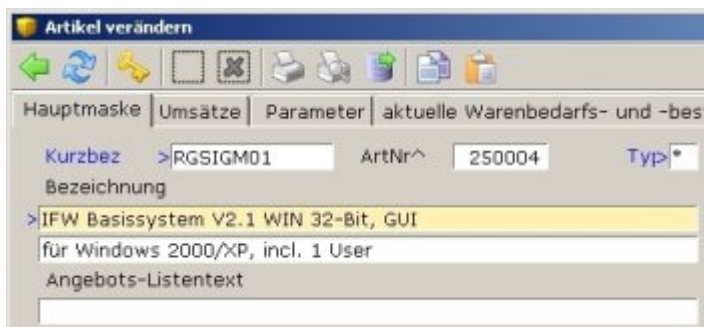 Artikel verändern
Hauptmaske Umsätze Parameter aktuelle Warenbedarfs- und -bes
Kurzbez >RGSIGM01 ArtNr^ 250004 Typ>*
Bezeichnung
>IFW Basissystem V2.1 WIN 32-Bit, GUI
für Windows 2000/XP, incl. 1 User
Angebots-Listentext